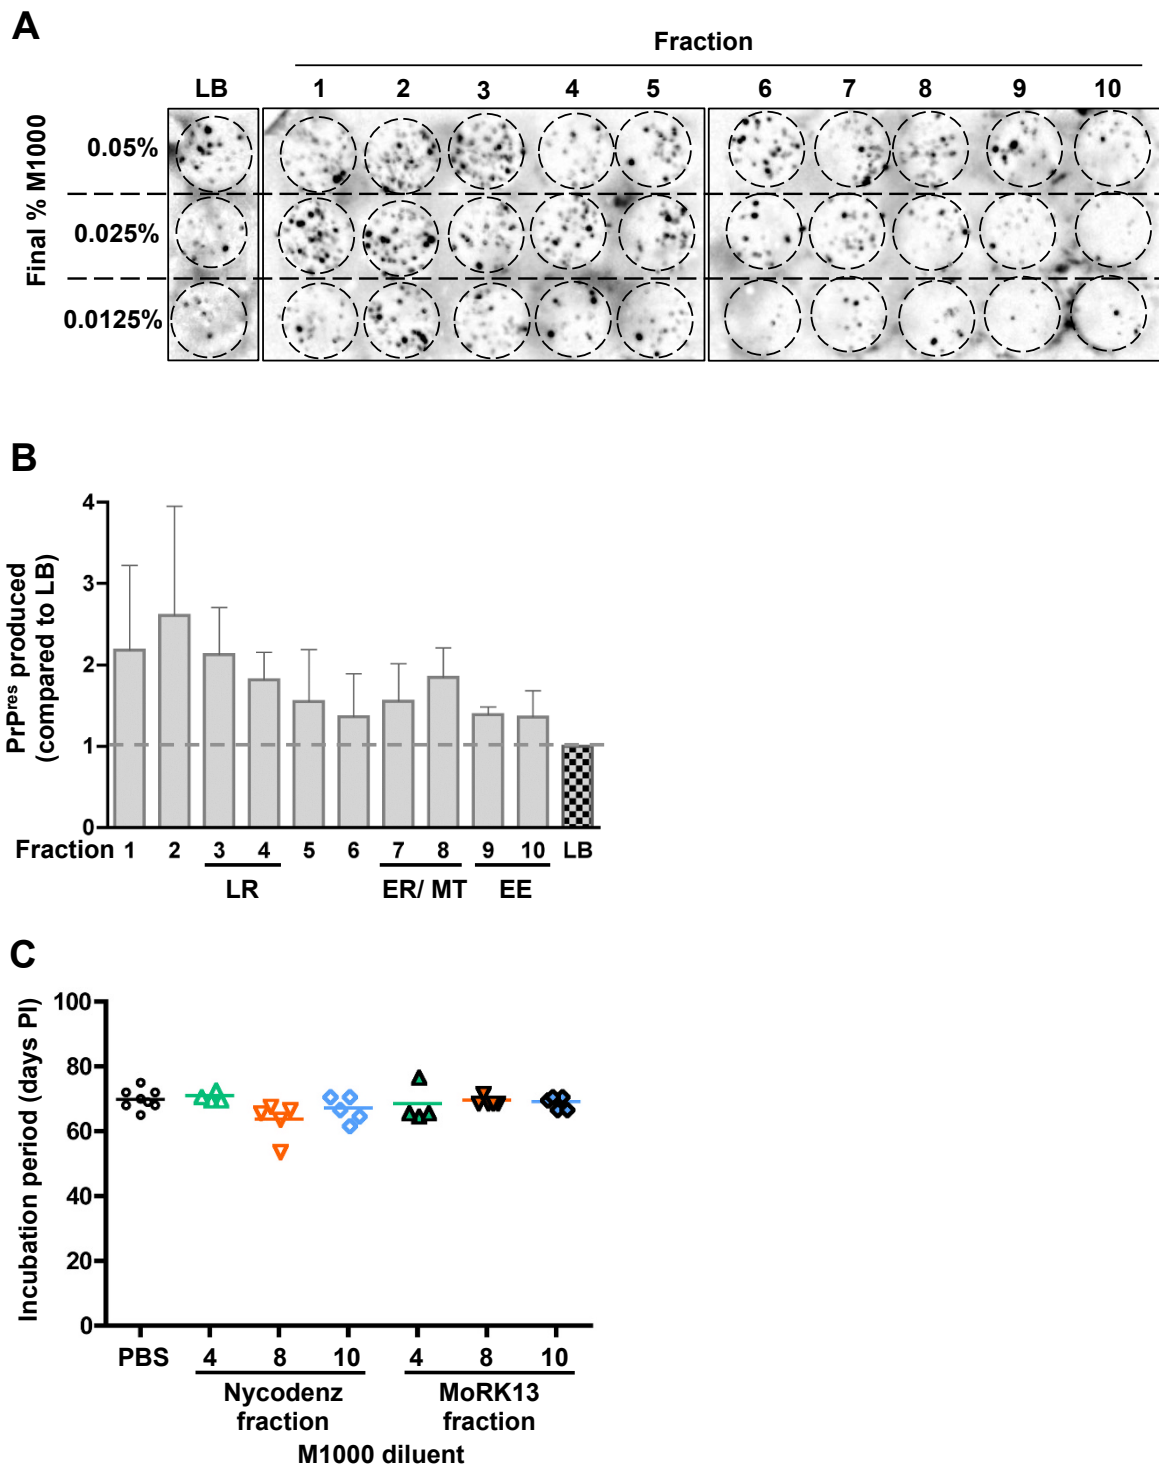 A
Fraction
LB 1 2 3 4 5 6 7 8 9 10
Final % M1000
0.05%
0.025%
0.0125%
B
PrPres produced
(compared to LB)
4
3
2
1
0
Fraction 1 2 3 4 5 6 7 8 9 10 LB
LR ER/ MT EE
C
Incubation period (days PI)
100
80
60
40
20
0
PBS 4 8 10 4 8 10
Nycodenz MoRK13
fraction fraction
M1000 diluent